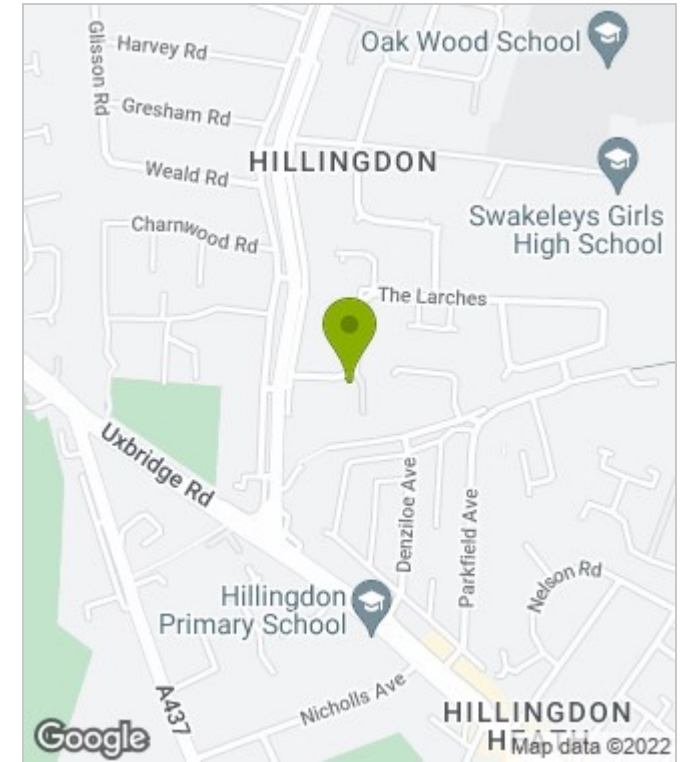 Harvey Rd
Oak Wood School
Glisson Rd
Gresham Rd
HILLINGDON
Weald Rd
Swakeleys Girls
High School
Charnwood Rd
The Larches
Uxbridge Rd
Denziloe Ave
Parkfield Ave
Nelson Rd
Hillingdon
Primary School
A437
Nicholls Ave
HILLINGDON
Google
Map data ©2022